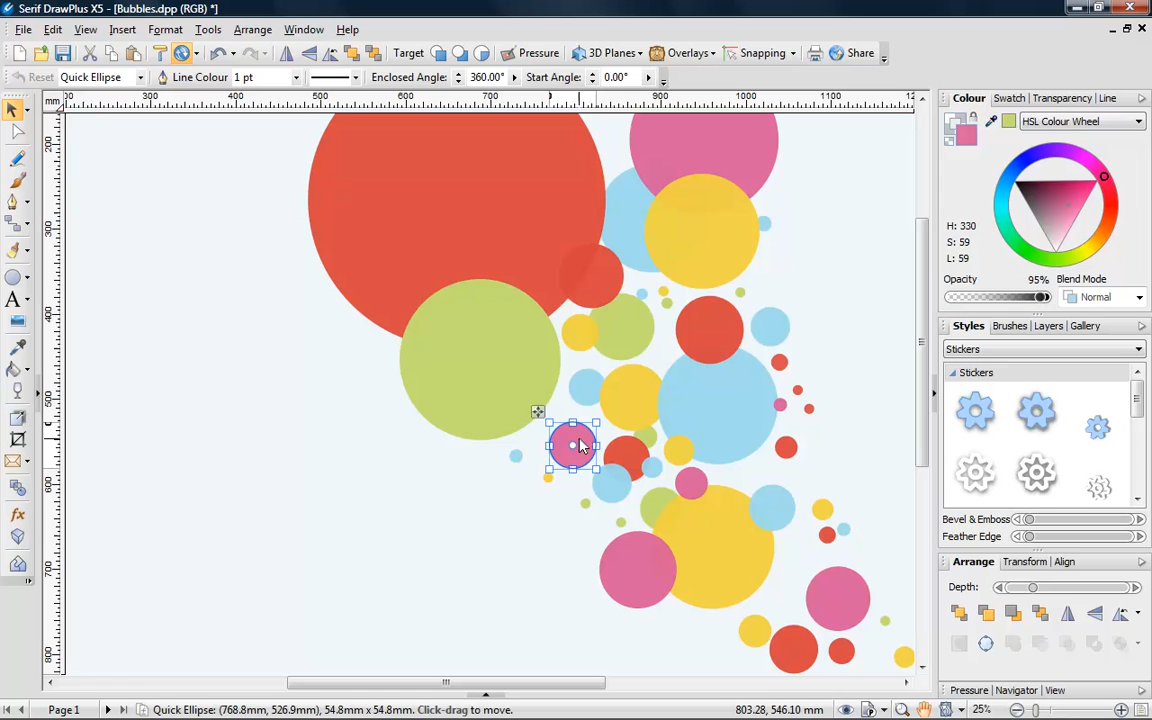 Serif DrawPlus X5 - [Bubbles.dpp (RGB) *]
File Edit View Insert Format Tools Arrange Window Help
Target Pressure 3D Planes Overlays Snapping Share
Reset Quick Ellipse Line Colour 1 pt Enclosed Angle: 360.00° Start Angle: 0.00°
mm 300 400 500 600 700 900 1000 1100
200
300
400
500
600
700
800
Colour Swatch Transparency Line
HSL Colour Wheel
H: 330
S: 59
L: 59
Opacity 95% Blend Mode
Normal
Styles Brushes Layers Gallery
Stickers
Stickers
Bevel & Emboss
Feather Edge
Arrange Transform Align
Depth:
Pressure Navigator View
Page 1 Quick Ellipse: (768.8mm, 526.9mm), 54.8mm x 54.8mm. Click-drag to move. 803.28, 546.10 mm 25%